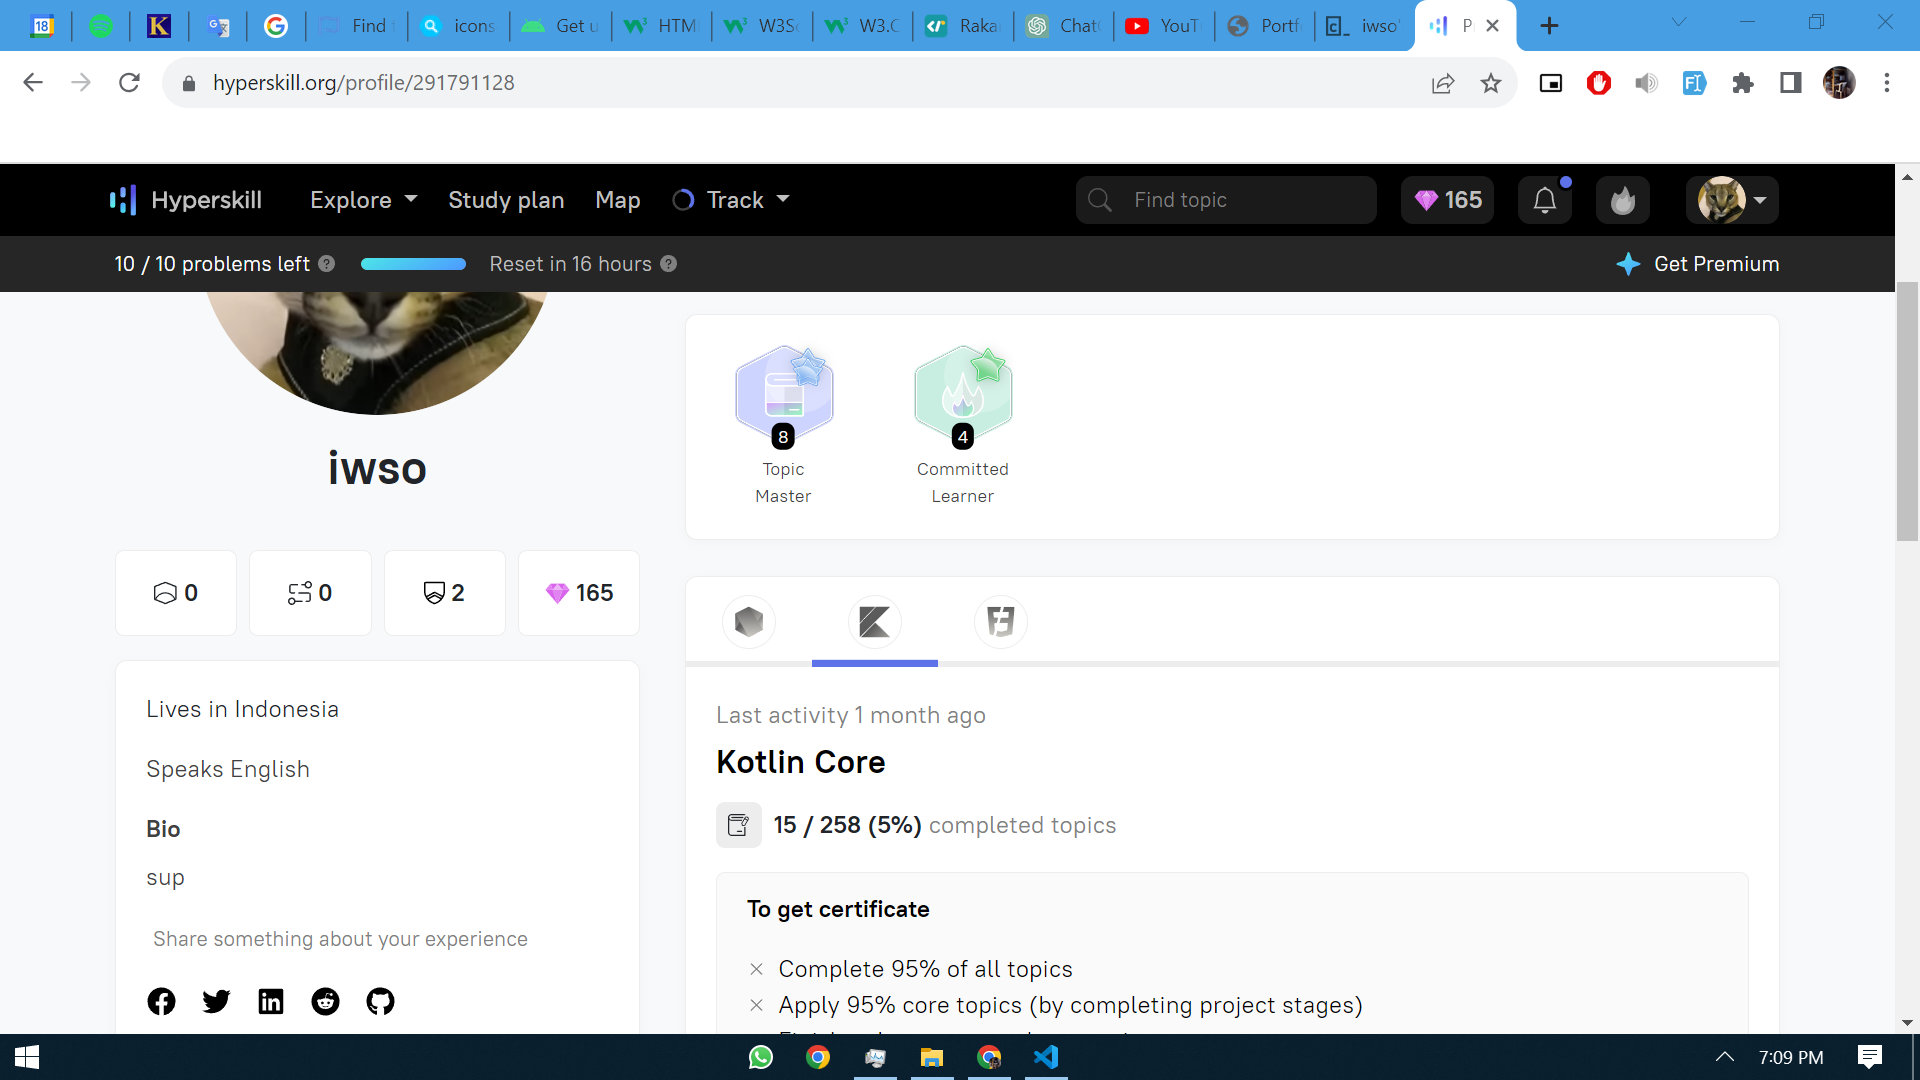 18
K
Find
icons
Get u
HTM
W3S
W3.C
Raka
Chat
YouT
Portf
iwso'
P
hyperskill.org/profile/291791128
Hyperskill
Explore
Study plan
Map
Track
Find topic
165
10 / 10 problems left
Reset in 16 hours
Get Premium
8
Topic
Master
4
Committed
Learner
iwso
0
0
2
165
Lives in Indonesia
Speaks English
Bio
sup
Share something about your experience
Last activity 1 month ago
Kotlin Core
15 / 258 (5%) completed topics
To get certificate
Complete 95% of all topics
Apply 95% core topics (by completing project stages)
7:09 PM